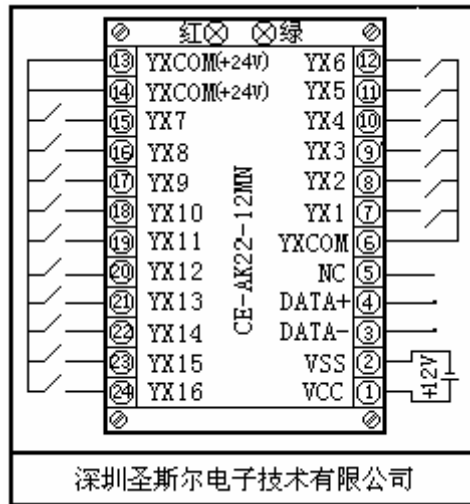 红 绿
⑬ YXCOM(+24V) YX6 ⑫
⑭ YXCOM(+24V) YX5 ⑪
⑮ YX7 YX4 ⑩
⑯ YX8 YX3 ⑨
⑰ YX9 YX2 ⑧
⑱ YX10 YX1 ⑦
⑲ YX11 YXCOM ⑥
⑳ YX12 NC ⑤
㉑ YX13 DATA+ ④
㉒ YX14 DATA- ③
㉓ YX15 VSS ②
㉔ YX16 VCC ①
CE-AK22-12MN
+12V
深圳圣斯尔电子技术有限公司